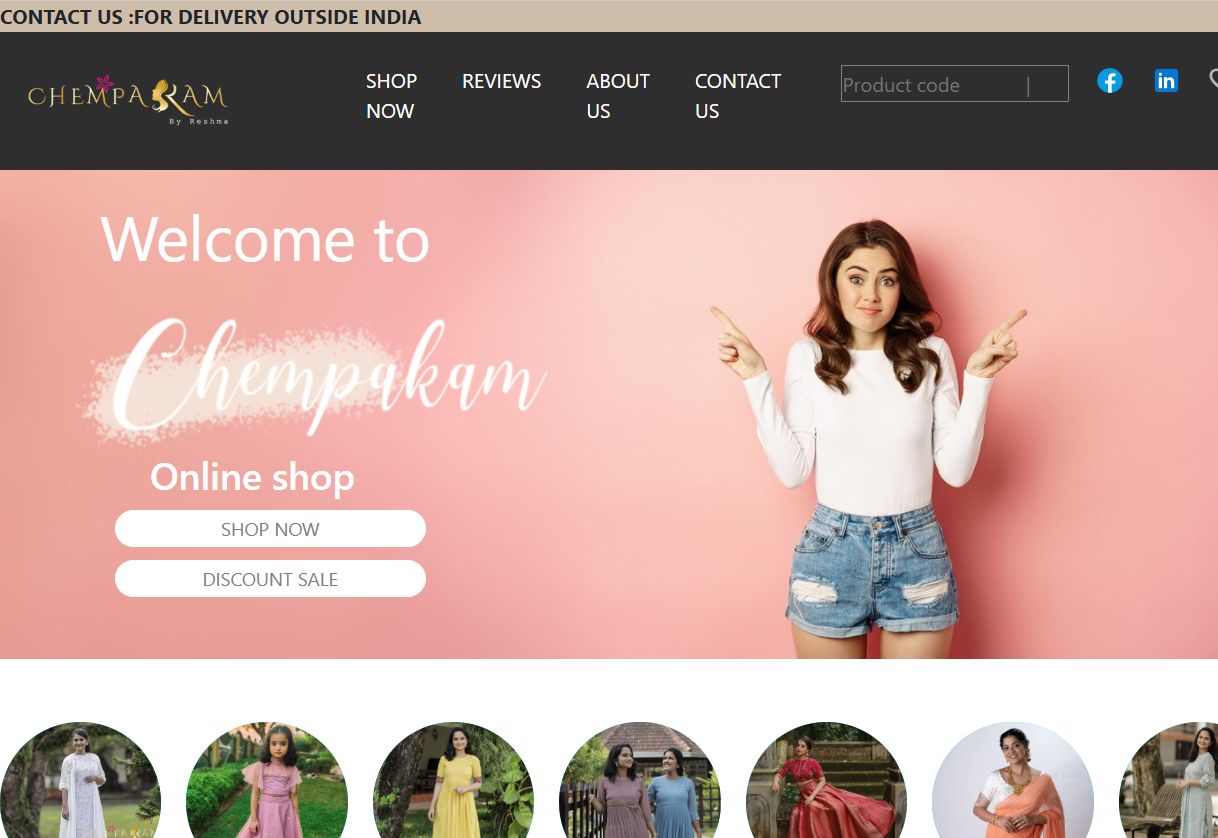 CONTACT US :FOR DELIVERY OUTSIDE INDIA
CHEMPAKAM
By Reshma
SHOP NOW
REVIEWS
ABOUT US
CONTACT US
Product code
Welcome to
Chempakam
Online shop
SHOP NOW
DISCOUNT SALE